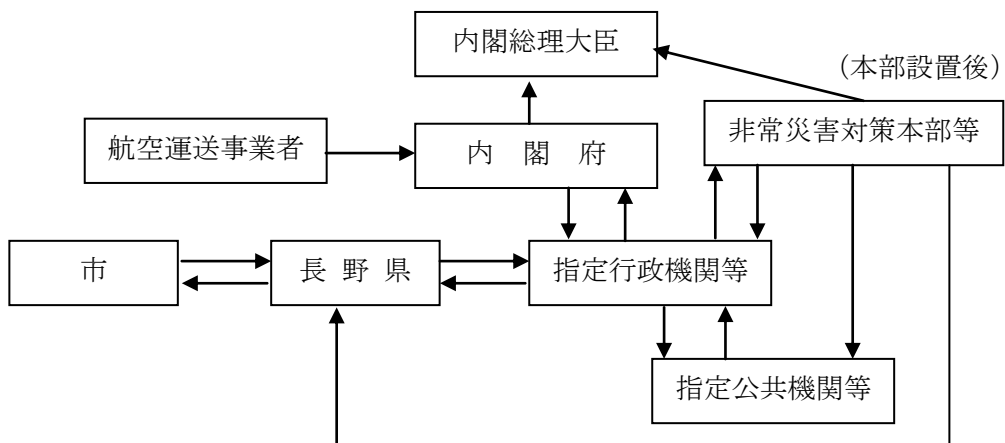 内閣総理大臣
（本部設置後）
非常災害対策本部等
航空運送事業者
内　閣　府
市
長 野 県
指定行政機関等
指定公共機関等